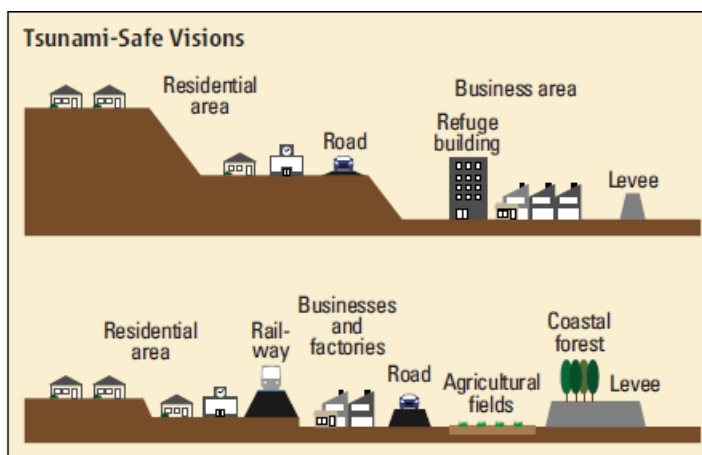 Tsunami-Safe Visions
Residential
area
Road
Business area
Refuge
building
Levee
Residential
area
Rail-
way
Businesses
and
factories
Road
Agricultural
fields
Coastal
forest
Levee